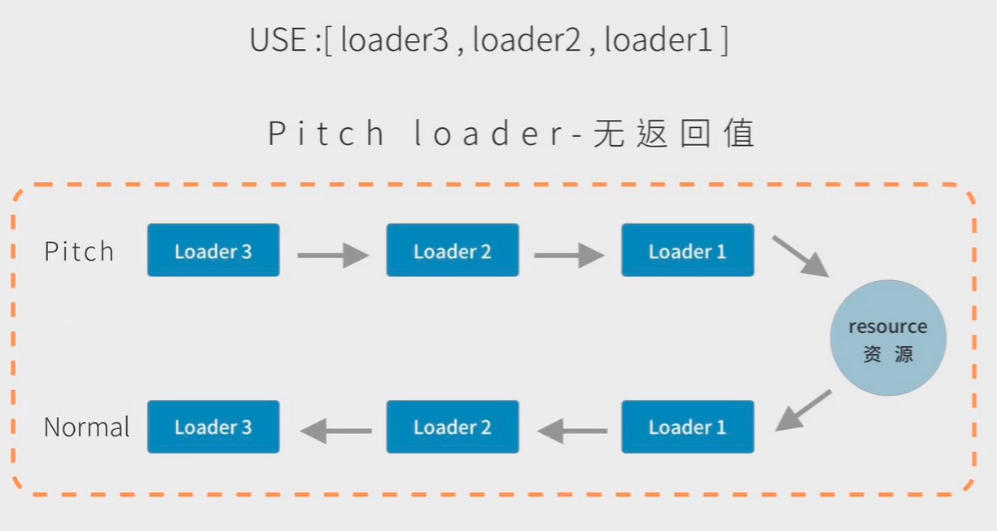 USE :[ loader3 , loader2 , loader1 ]
Pitch loader-无返回值
Pitch
Loader 3
Loader 2
Loader 1
resource
资 源
Normal
Loader 3
Loader 2
Loader 1